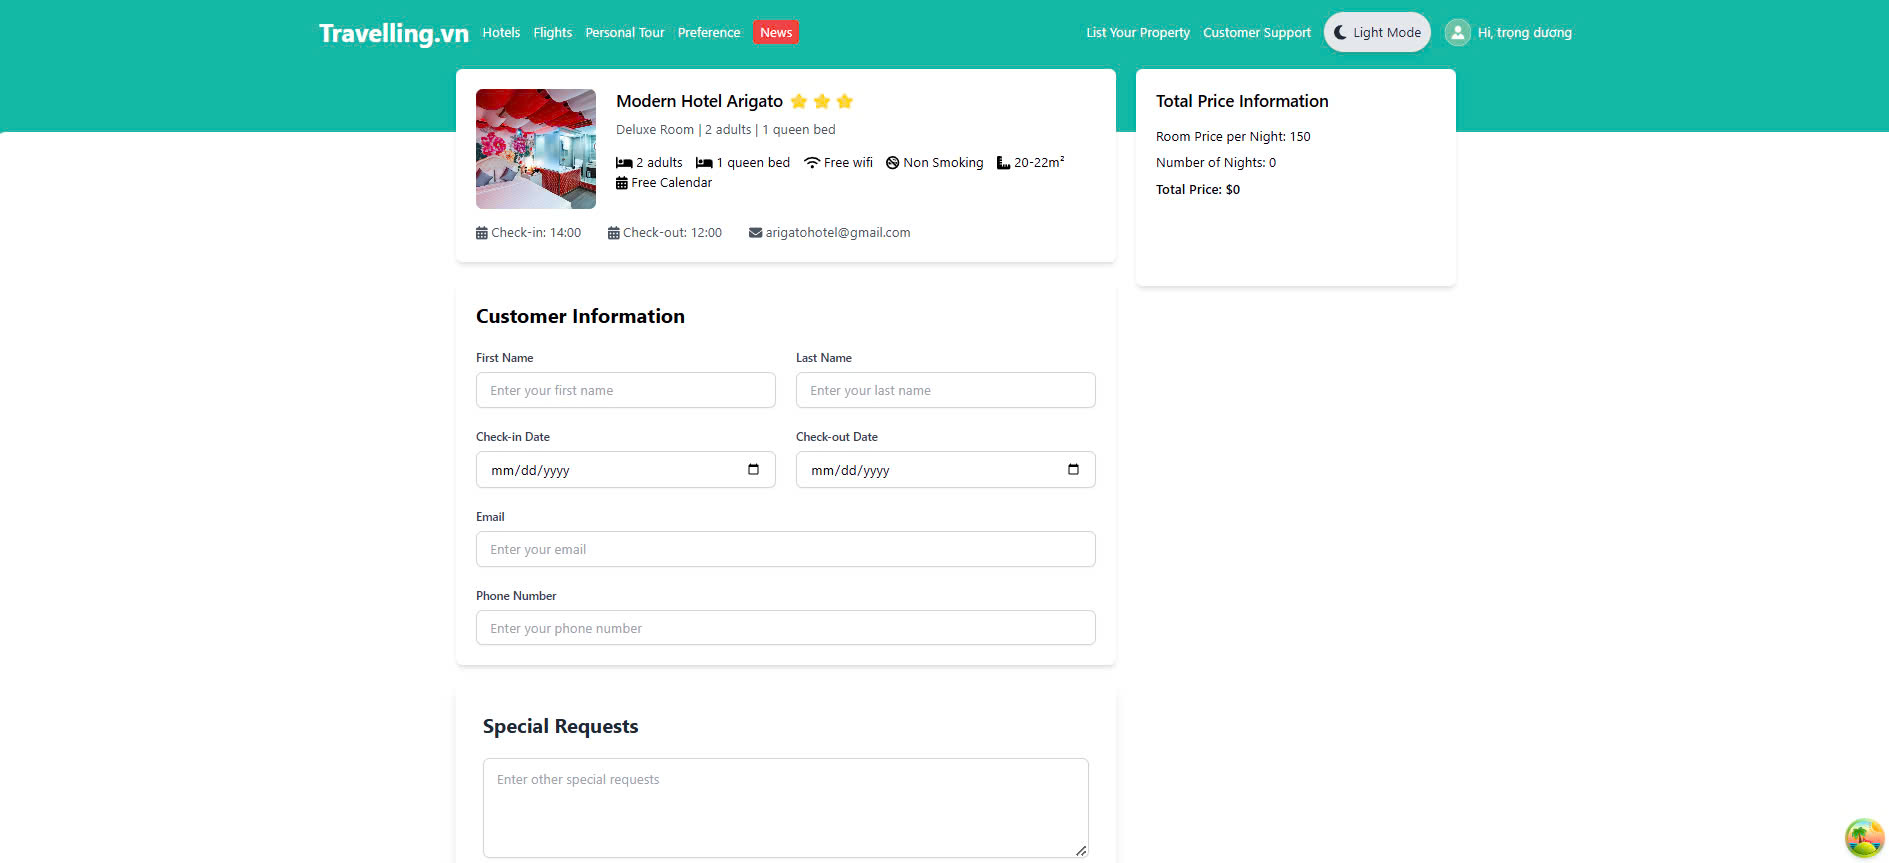 Travelling.vn Hotels Flights Personal Tour Preference News List Your Property Customer Support Light Mode Hi, trọng dương
Modern Hotel Arigato
Deluxe Room | 2 adults | 1 queen bed
2 adults 1 queen bed Free wifi Non Smoking 20-22m²
Free Calendar
Check-in: 14:00 Check-out: 12:00 arigatohotel@gmail.com
Total Price Information
Room Price per Night: 150
Number of Nights: 0
Total Price: $0
Customer Information
First Name Last Name
Enter your first name Enter your last name
Check-in Date Check-out Date
mm/dd/yyyy mm/dd/yyyy
Email
Enter your email
Phone Number
Enter your phone number
Special Requests
Enter other special requests